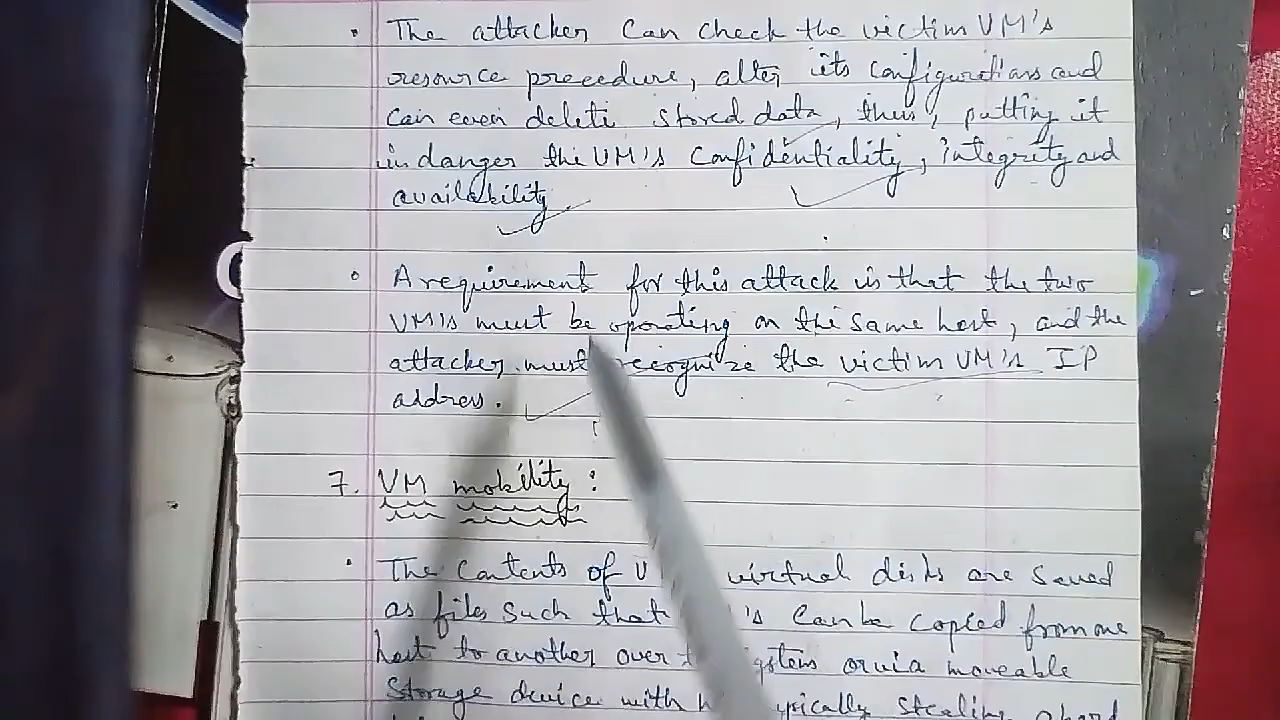 • The attacker can check the victim VM's
resource procedure, alter its configurations and
can even delete stored data, thus, putting it
in danger the VM's confidentiality, integrity and
availability.
• A requirement for this attack is that the two
VM's must be operating on the same host, and the
attacker must recognize the victim VM's IP
address.
7. VM mobility:
• The contents of virtual disks are saved
as files such that can be copied from one
host to another over or via moveable
storage device with stealing a hard